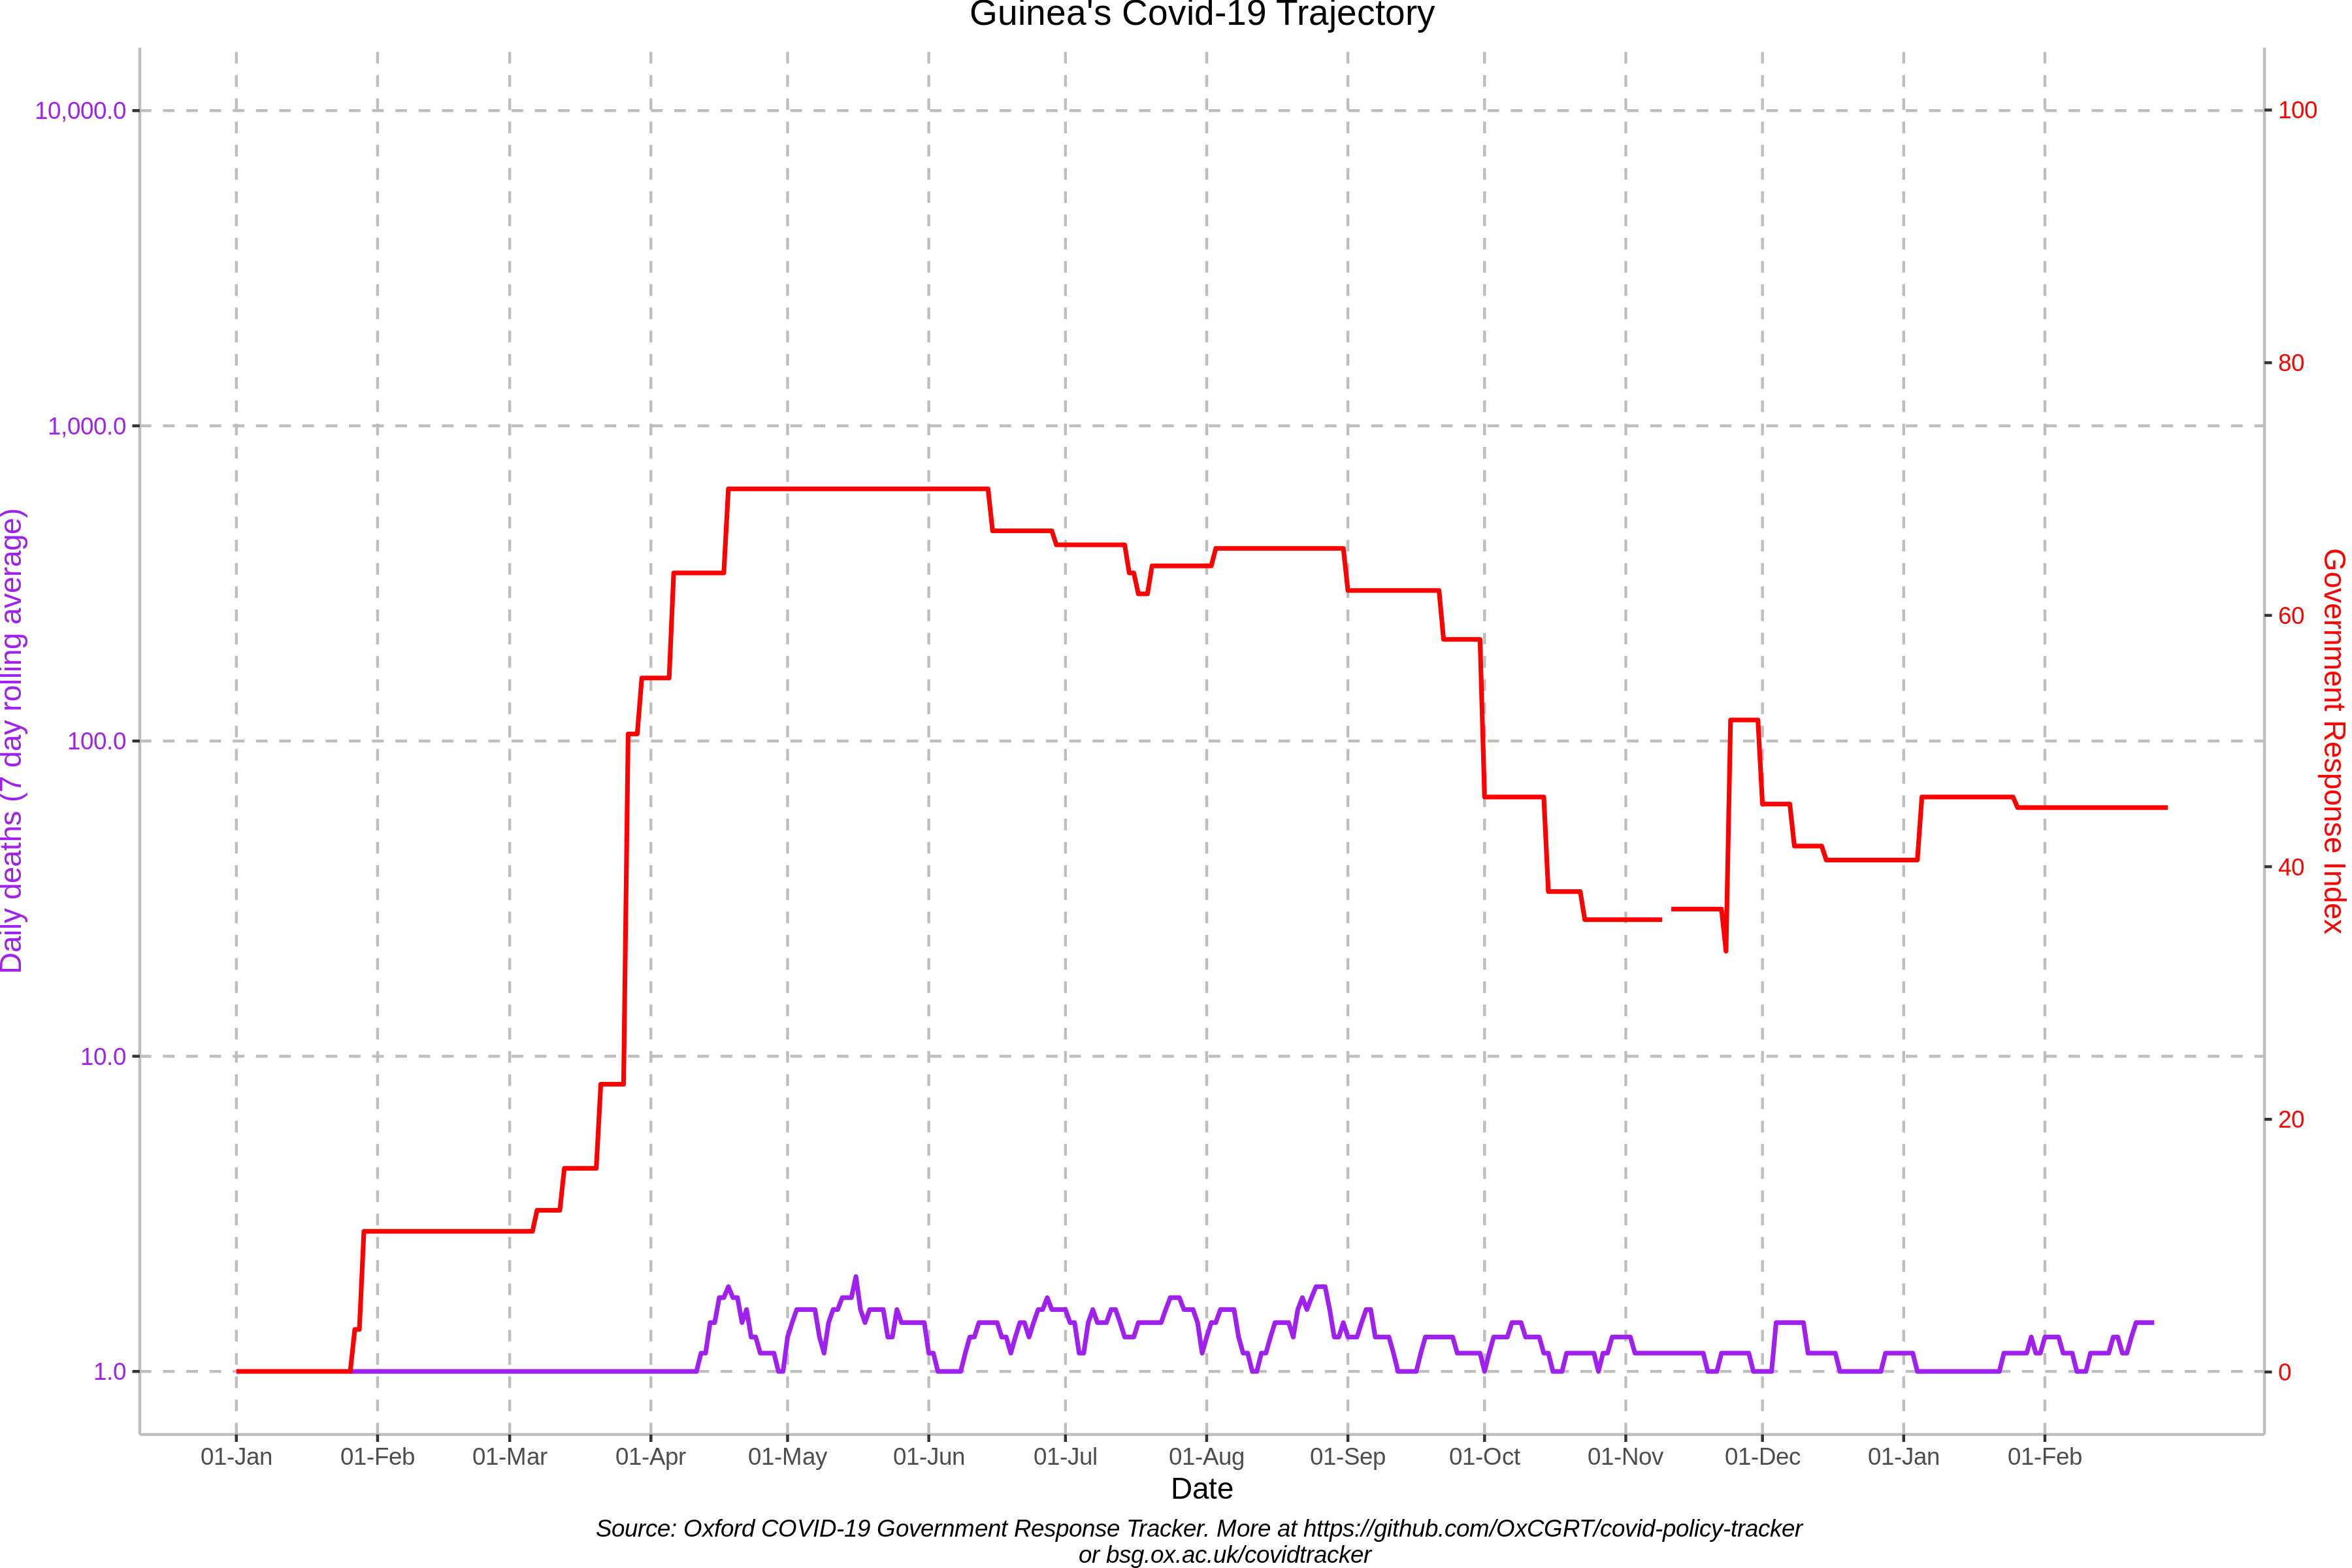 Guinea's Covid-19 Trajectory
10,000.0
1,000.0
100.0
10.0
1.0
Daily deaths (7 day rolling average)
100
80
60
40
20
0
Government Response Index
01-Jan 01-Feb 01-Mar 01-Apr 01-May 01-Jun 01-Jul 01-Aug 01-Sep 01-Oct 01-Nov 01-Dec 01-Jan 01-Feb
Date
Source: Oxford COVID-19 Government Response Tracker. More at https://github.com/OxCGRT/covid-policy-tracker
or bsg.ox.ac.uk/covidtracker